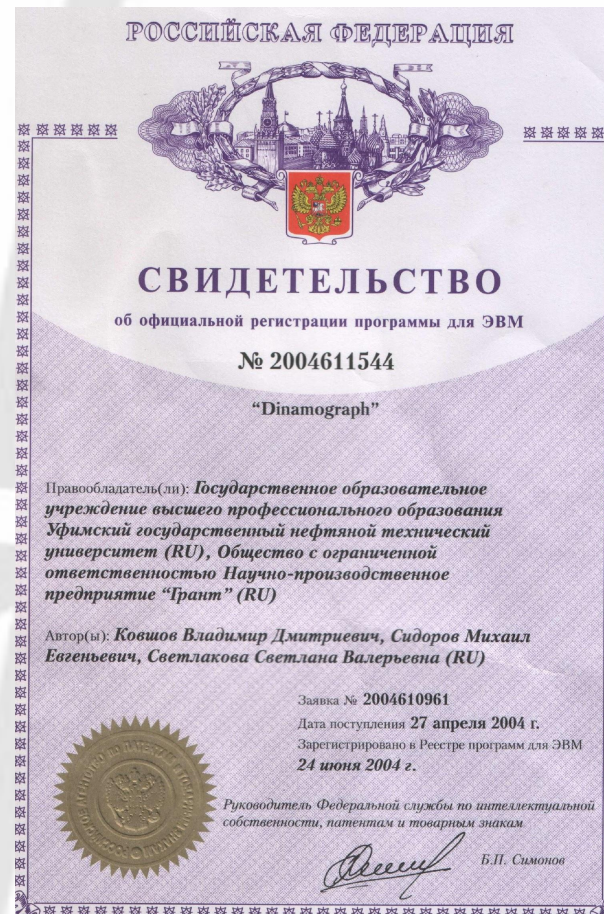 РОССИЙСКАЯ ФЕДЕРАЦИЯ
СВИДЕТЕЛЬСТВО
об официальной регистрации программы для ЭВМ
№ 2004611544
“Dinamograph”
Правообладатель(ли): Государственное образовательное
учреждение высшего профессионального образования
Уфимский государственный нефтяной технический
университет (RU), Общество с ограниченной
ответственностью Научно-производственное
предприятие “Грант” (RU)
Автор(ы): Ковшов Владимир Дмитриевич, Сидоров Михаил
Евгеньевич, Светлакова Светлана Валерьевна (RU)
Заявка № 2004610961
Дата поступления 27 апреля 2004 г.
Зарегистрировано в Реестре программ для ЭВМ
24 июня 2004 г.
Руководитель Федеральной службы по интеллектуальной
собственности, патентам и товарным знакам
Б.П. Симонов